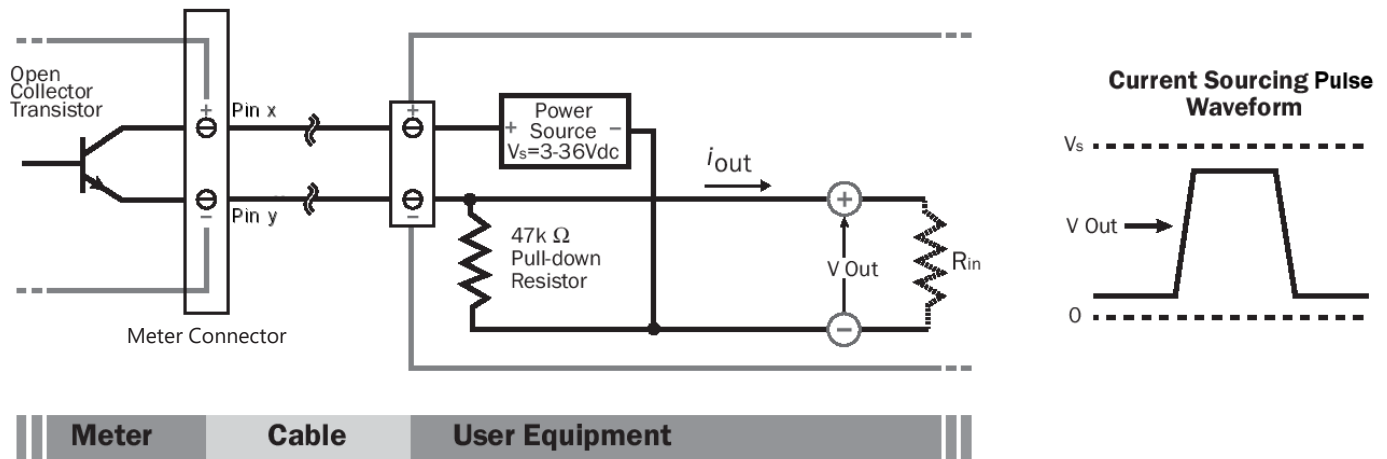 Open
Collector
Transistor
+
Pin x
−
Pin y
Meter Connector
+
−
Power
+ Source −
Vs=3-36Vdc
iout
47k Ω
Pull-down
Resistor
+
V Out
−
Rin
Current Sourcing Pulse
Waveform
Vs
V Out
0
Meter
Cable
User Equipment